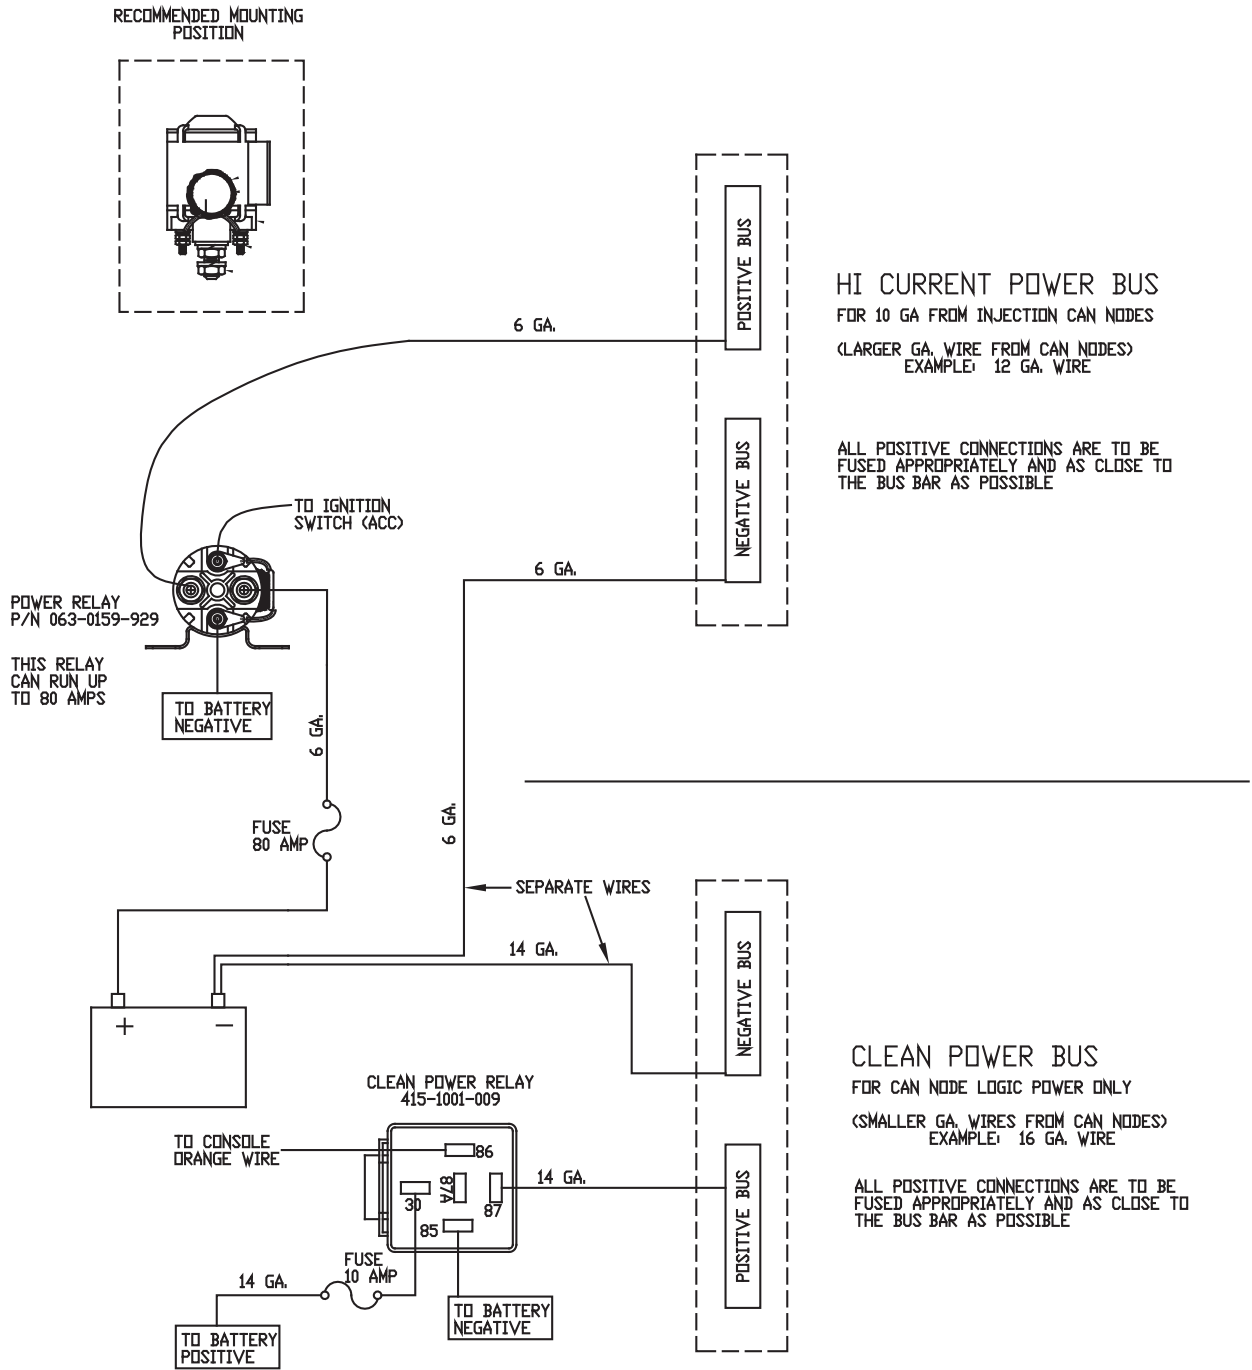 RECOMMENDED MOUNTING
POSITION
POSITIVE BUS
HI CURRENT POWER BUS
FOR 10 GA FROM INJECTION CAN NODES
(LARGER GA. WIRE FROM CAN NODES)
EXAMPLE: 12 GA. WIRE
6 GA.
NEGATIVE BUS
ALL POSITIVE CONNECTIONS ARE TO BE
FUSED APPROPRIATELY AND AS CLOSE TO
THE BUS BAR AS POSSIBLE
TO IGNITION
SWITCH (ACC)
6 GA.
POWER RELAY
P/N 063-0159-929
THIS RELAY
CAN RUN UP
TO 80 AMPS
TO BATTERY
NEGATIVE
6 GA.
FUSE
80 AMP
6 GA.
SEPARATE WIRES
14 GA.
NEGATIVE BUS
+
−
CLEAN POWER BUS
FOR CAN NODE LOGIC POWER ONLY
(SMALLER GA. WIRES FROM CAN NODES)
EXAMPLE: 16 GA. WIRE
CLEAN POWER RELAY
415-1001-009
TO CONSOLE
ORANGE WIRE
86
87A
30
87
85
14 GA.
POSITIVE BUS
ALL POSITIVE CONNECTIONS ARE TO BE
FUSED APPROPRIATELY AND AS CLOSE TO
THE BUS BAR AS POSSIBLE
FUSE
10 AMP
14 GA.
TO BATTERY
NEGATIVE
TO BATTERY
POSITIVE